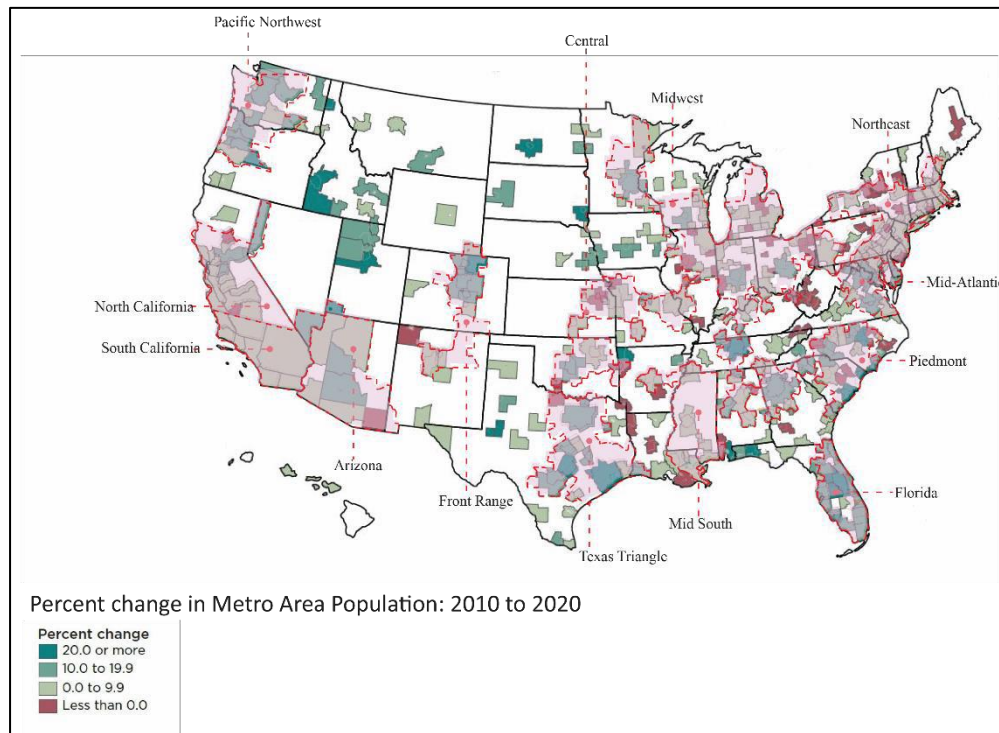 Pacific Northwest
Central
Midwest
Northeast
North California
Mid-Atlantic
South California
Piedmont
Arizona
Front Range
Florida
Mid South
Texas Triangle
Percent change in Metro Area Population: 2010 to 2020
Percent change
20.0 or more
10.0 to 19.9
0.0 to 9.9
Less than 0.0